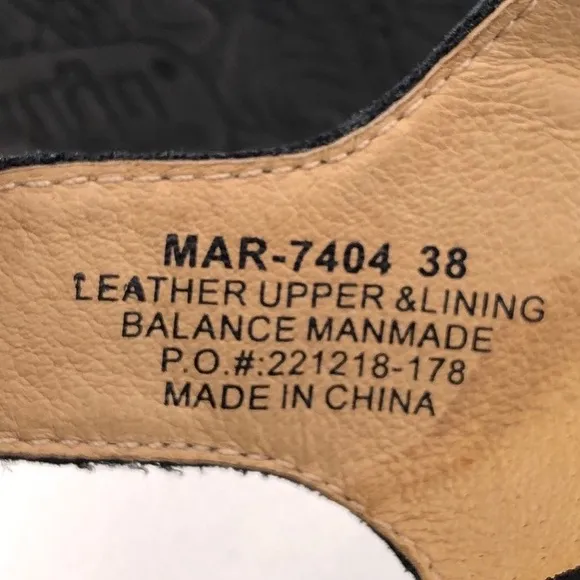 MAR-7404 38
LEATHER UPPER &LINING
BALANCE MANMADE
P.O.#:221218-178
MADE IN CHINA